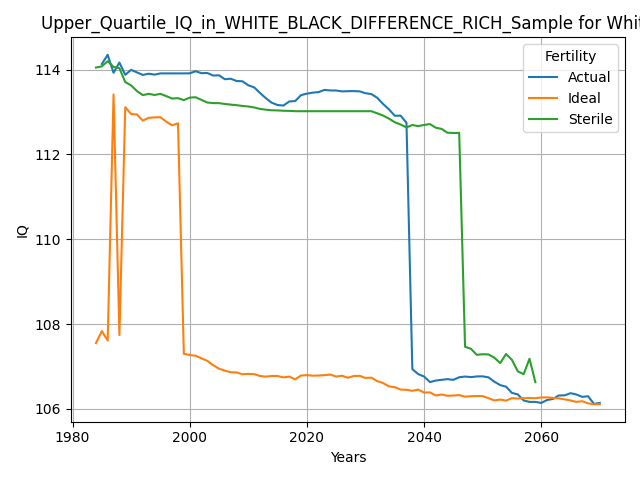 Upper_Quartile_IQ_in_WHITE_BLACK_DIFFERENCE_RICH_Sample for Whit
Fertility
Actual
Ideal
Sterile
114
112
110
108
106
IQ
1980
2000
2020
2040
2060
Years